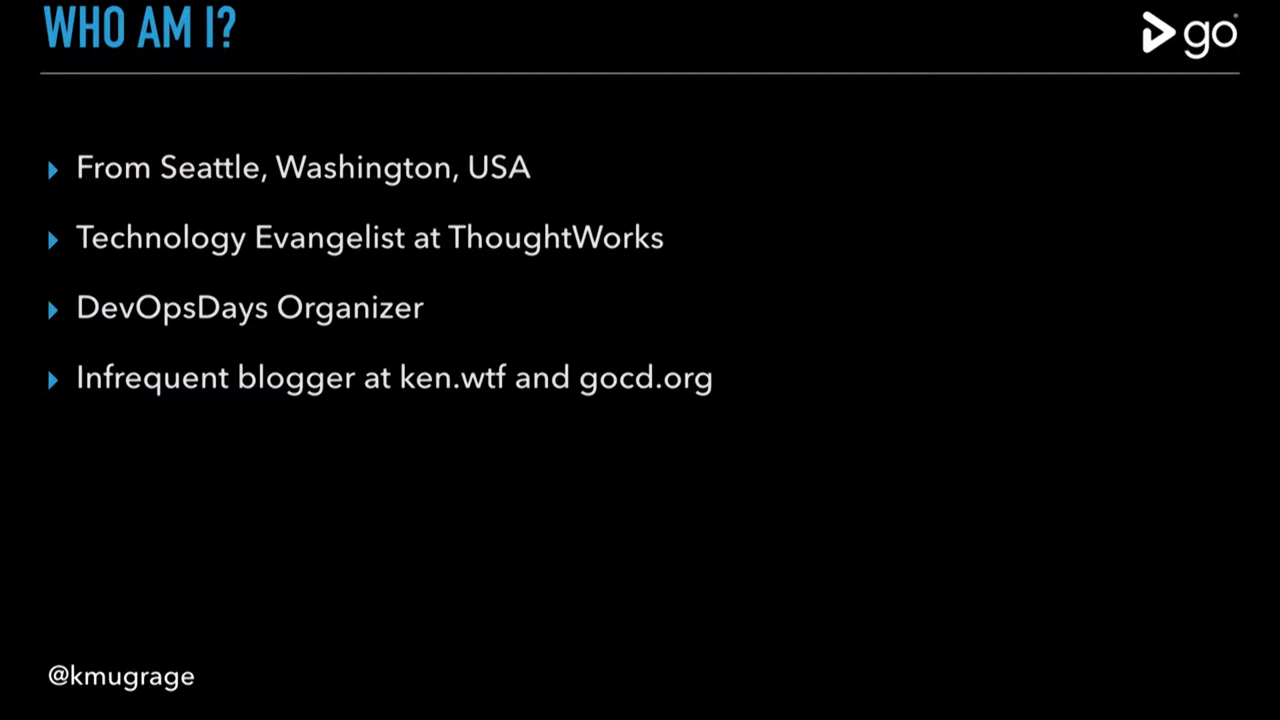 WHO AM I?
go
From Seattle, Washington, USA
Technology Evangelist at ThoughtWorks
DevOpsDays Organizer
Infrequent blogger at ken.wtf and gocd.org
@kmugrage